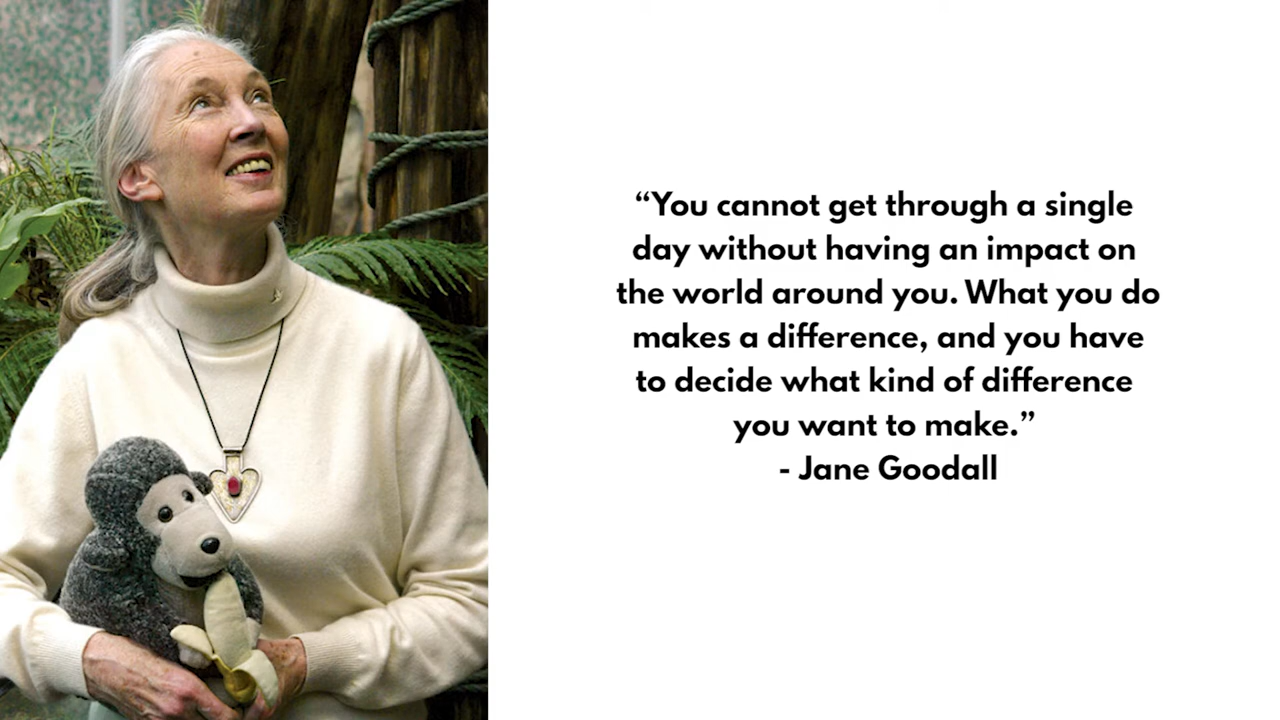 “You cannot get through a single
day without having an impact on
the world around you. What you do
makes a difference, and you have
to decide what kind of difference
you want to make.”
- Jane Goodall